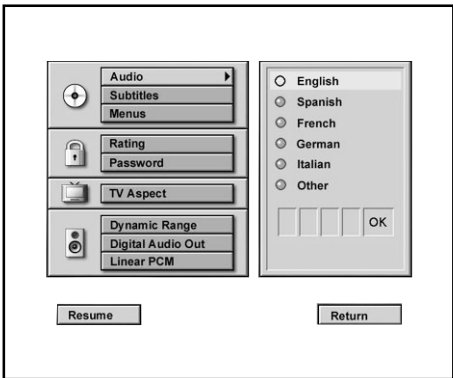 Audio
Subtitles
Menus
Rating
Password
TV Aspect
Dynamic Range
Digital Audio Out
Linear PCM
English
Spanish
French
German
Italian
Other
OK
Resume
Return